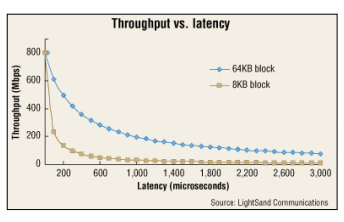 Throughput vs. latency
Throughput (Mbps)
800
600
400
200
0
64KB block
8KB block
200 600 1,000 1,400 1,800 2,200 2,600 3,000
Latency (microseconds)
Source: LightSand Communications